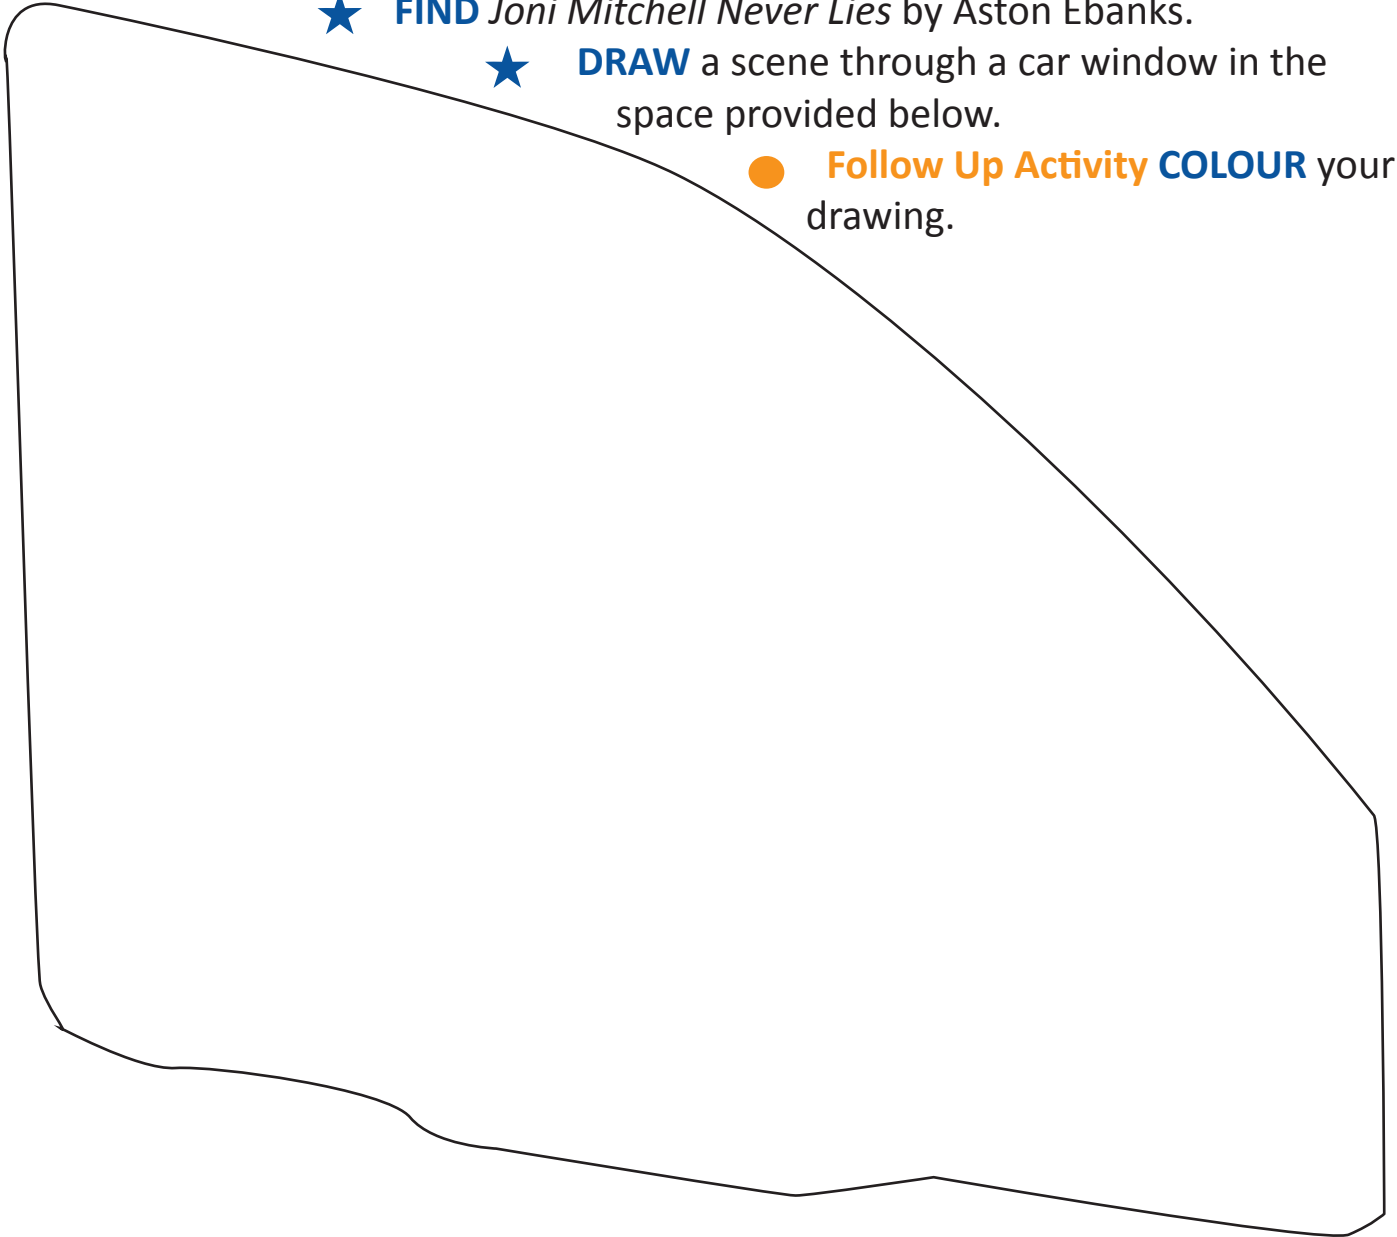 FIND Joni Mitchell Never Lies by Aston Ebanks.
DRAW a scene through a car window in the
space provided below.
Follow Up Activity COLOUR your
drawing.